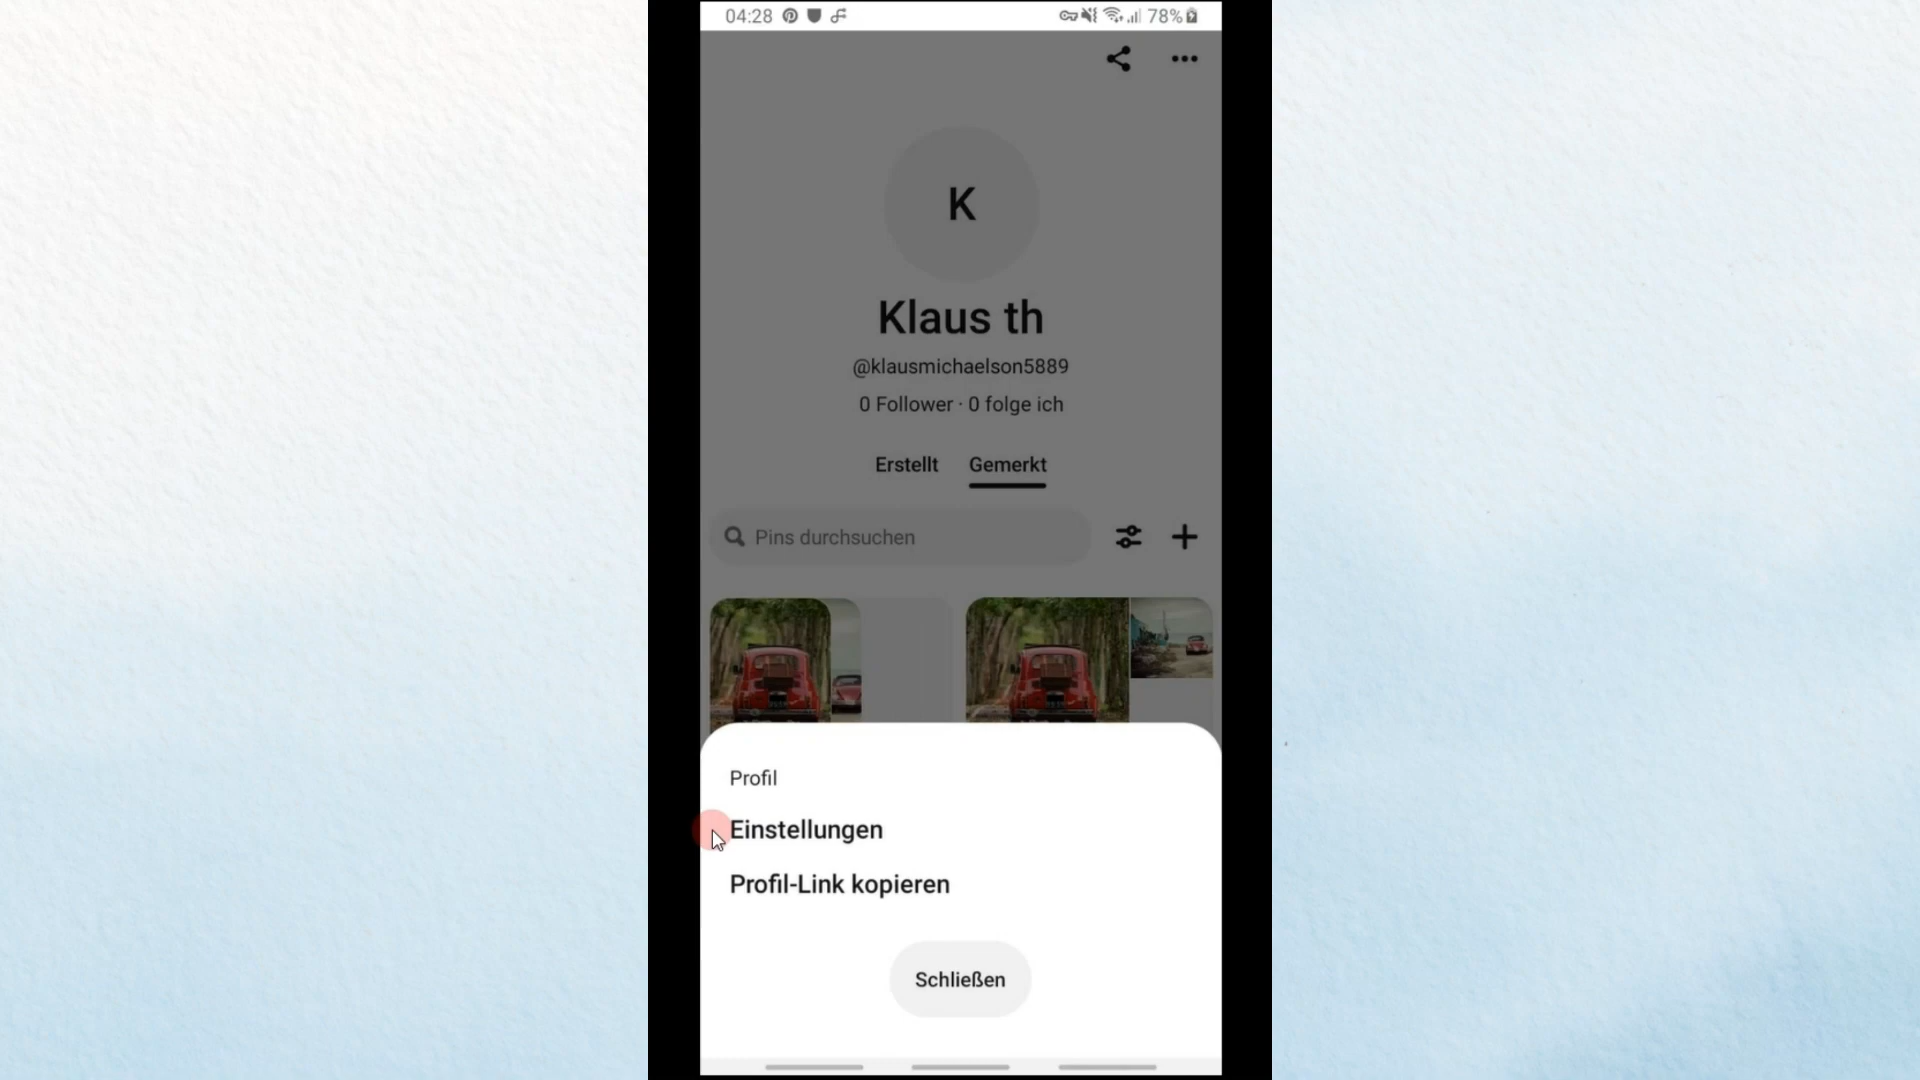 04:28 78%
K
Klaus th
@klausmichaelson5889
0 Follower · 0 folge ich
Erstellt Gemerkt
Pins durchsuchen
Profil
Einstellungen
Profil-Link kopieren
Schließen